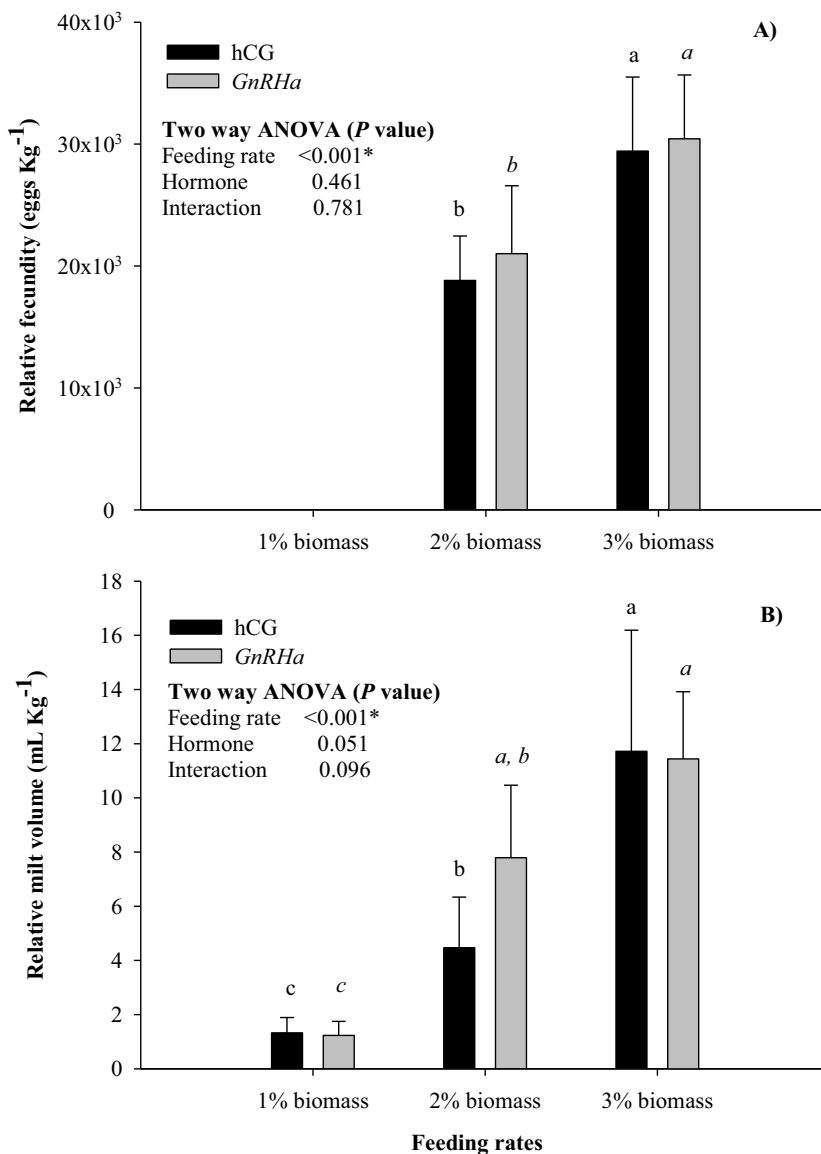 A)
hCG
GnRHa
Two way ANOVA (P value)
Feeding rate <0.001*
Hormone 0.461
Interaction 0.781
Relative fecundity (eggs Kg⁻¹)
40x10³
30x10³
20x10³
10x10³
0
b
b
a
a
1% biomass 2% biomass 3% biomass
B)
hCG
GnRHa
Two way ANOVA (P value)
Feeding rate <0.001*
Hormone 0.051
Interaction 0.096
Relative milt volume (mL Kg⁻¹)
18
16
14
12
10
8
6
4
2
0
c
c
b
a, b
a
a
1% biomass 2% biomass 3% biomass
Feeding rates